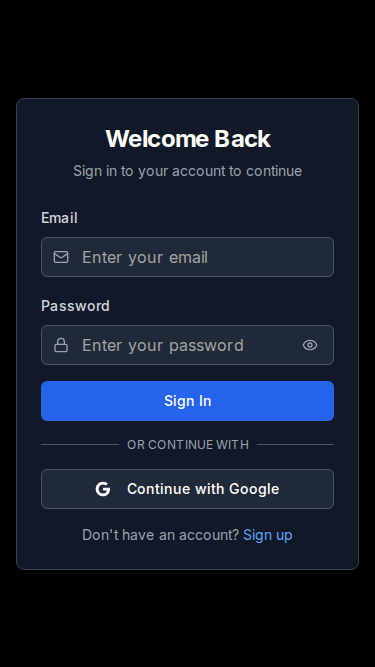 Welcome Back
Sign in to your account to continue
Email
Enter your email
Password
Enter your password
Sign In
OR CONTINUE WITH
Continue with Google
Don't have an account? Sign up